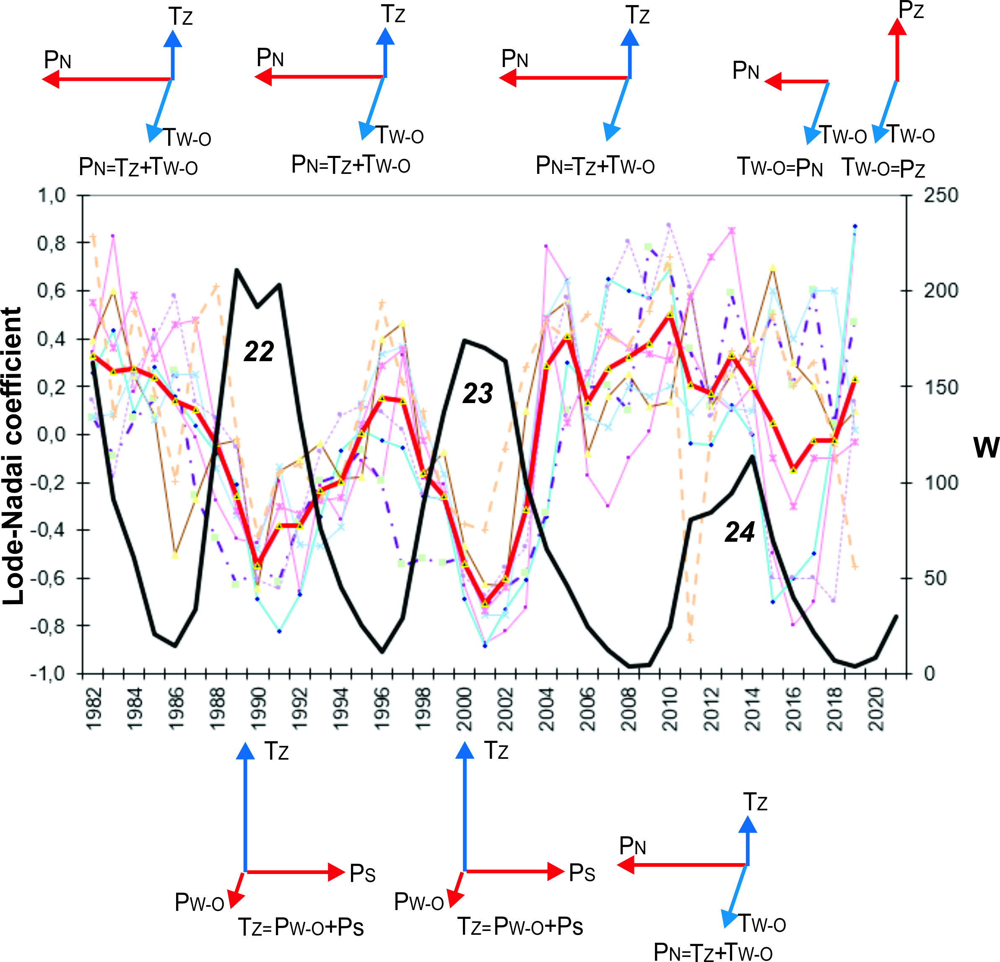 TZ
TZ
TZ
PZ
PN
PN
PN
PN
TW-O
TW-O
TW-O
TW-O
PN=TZ+TW-O
PN=TZ+TW-O
PN=TZ+TW-O
TW-O=PN
TW-O=PZ
1,0
0,8
0,6
0,4
0,2
0,0
-0,2
-0,4
-0,6
-0,8
-1,0
Lode-Nadai coefficient
22
23
24
250
200
150
100
50
0
W
1982
1984
1986
1988
1990
1992
1994
1996
1998
2000
2002
2004
2006
2008
2010
2012
2014
2016
2018
2020
TZ
PS
PW-O
TZ=PW-O+PS
TZ
PS
PW-O
TZ=PW-O+PS
TZ
PN
TW-O
PN=TZ+TW-O